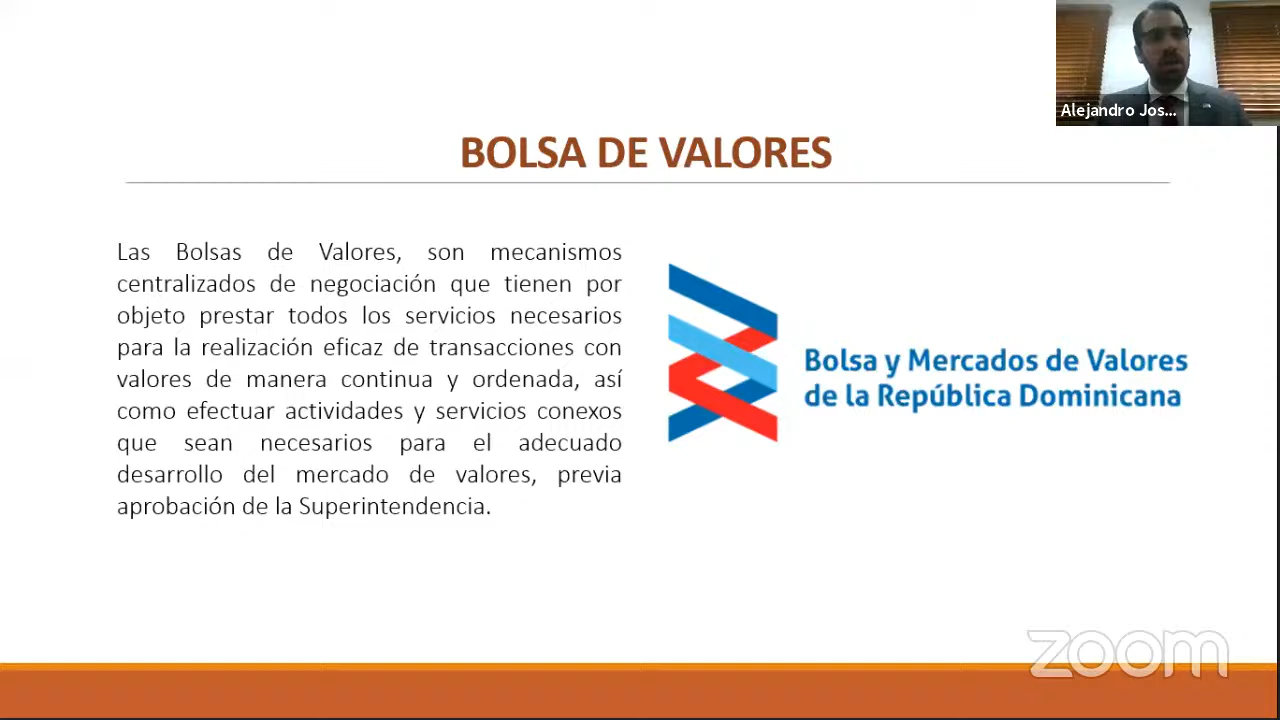 Alejandro Jos...
BOLSA DE VALORES
Las Bolsas de Valores, son mecanismos
centralizados de negociación que tienen por
objeto prestar todos los servicios necesarios
para la realización eficaz de transacciones con
valores de manera continua y ordenada, así
como efectuar actividades y servicios conexos
que sean necesarios para el adecuado
desarrollo del mercado de valores, previa
aprobación de la Superintendencia.
Bolsa y Mercados de Valores
de la República Dominicana
zoom